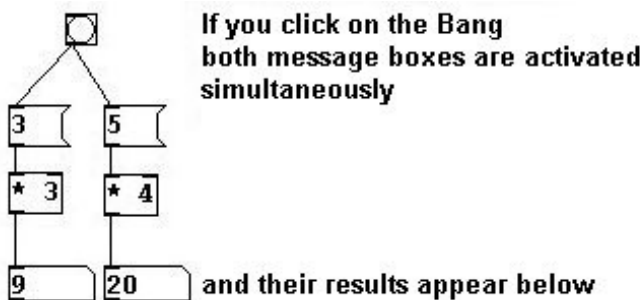 If you click on the Bang
both message boxes are activated
simultaneously
3 5
* 3 * 4
9 20 and their results appear below